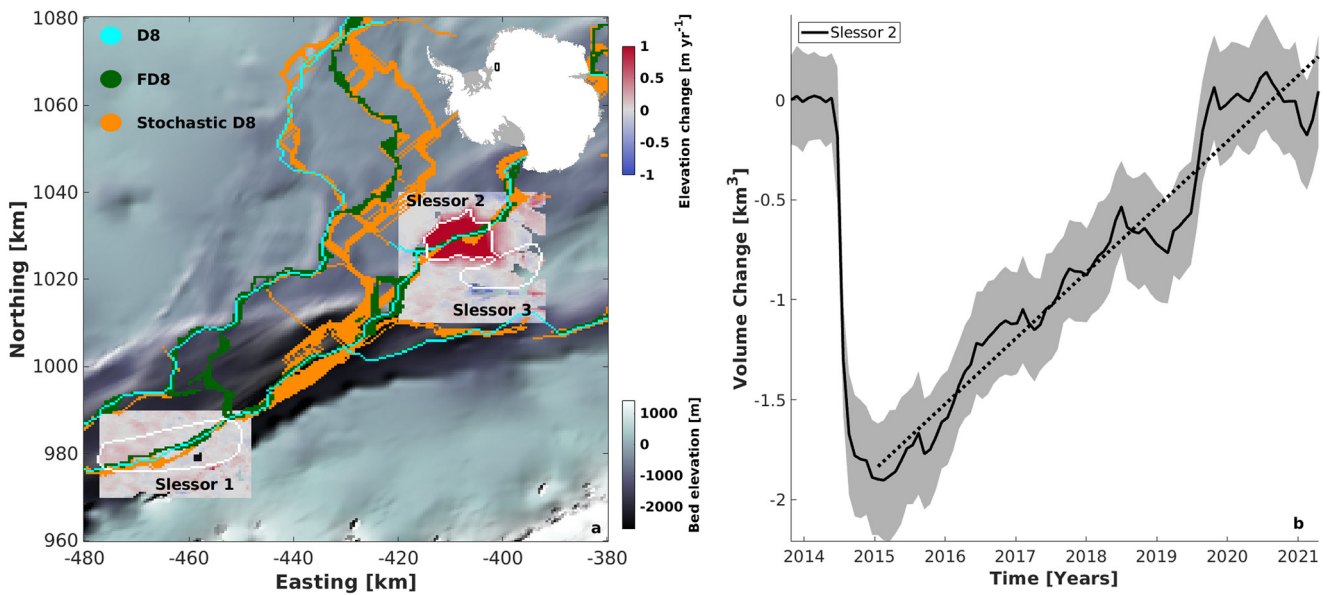 D8
FD8
Stochastic D8
Slessor 2
Slessor 3
Slessor 1
a
1080
1060
1040
1020
1000
980
960
Northing [km]
-480
-460
-440
-420
-400
-380
Easting [km]
1
0.5
0
-0.5
-1
Elevation change [m yr⁻¹]
1000
0
-1000
-2000
Bed elevation [m]
Slessor 2
0
-0.5
-1
-1.5
-2
Volume Change [km³]
2014
2015
2016
2017
2018
2019
2020
2021
Time [Years]
b